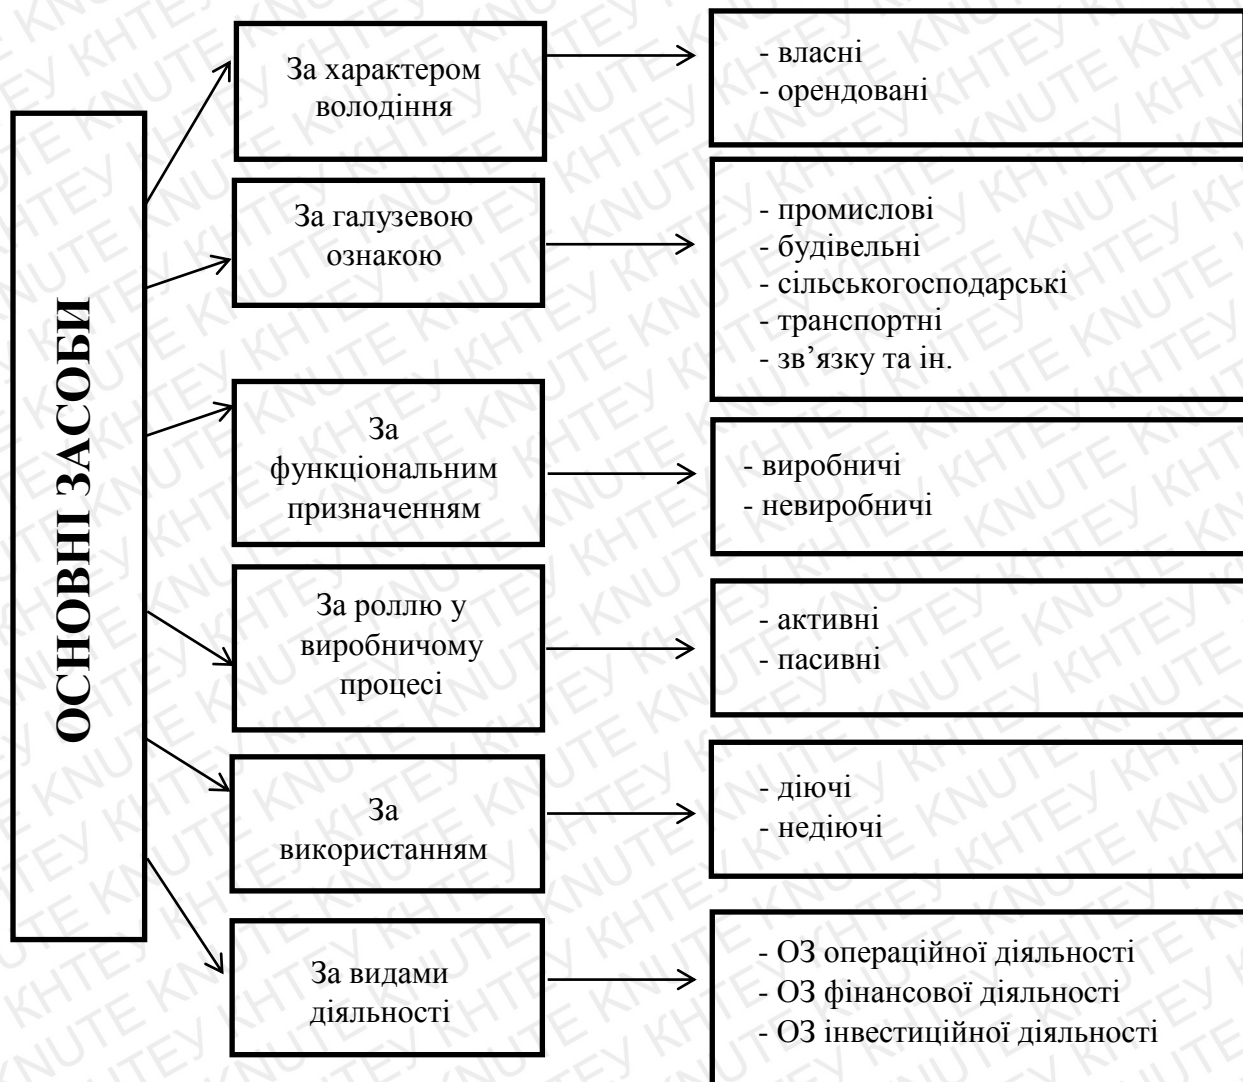 ОСНОВНІ ЗАСОБИ
За характером
володіння
- власні
- орендовані
За галузевою
ознакою
- промислові
- будівельні
- сільськогосподарські
- транспортні
- зв’язку та ін.
За
функціональним
призначенням
- виробничі
- невиробничі
За роллю у
виробничому
процесі
- активні
- пасивні
За
використанням
- діючі
- недіючі
За видами
діяльності
- ОЗ операційної діяльності
- ОЗ фінансової діяльності
- ОЗ інвестиційної діяльності
КНТЕУ KNUTE